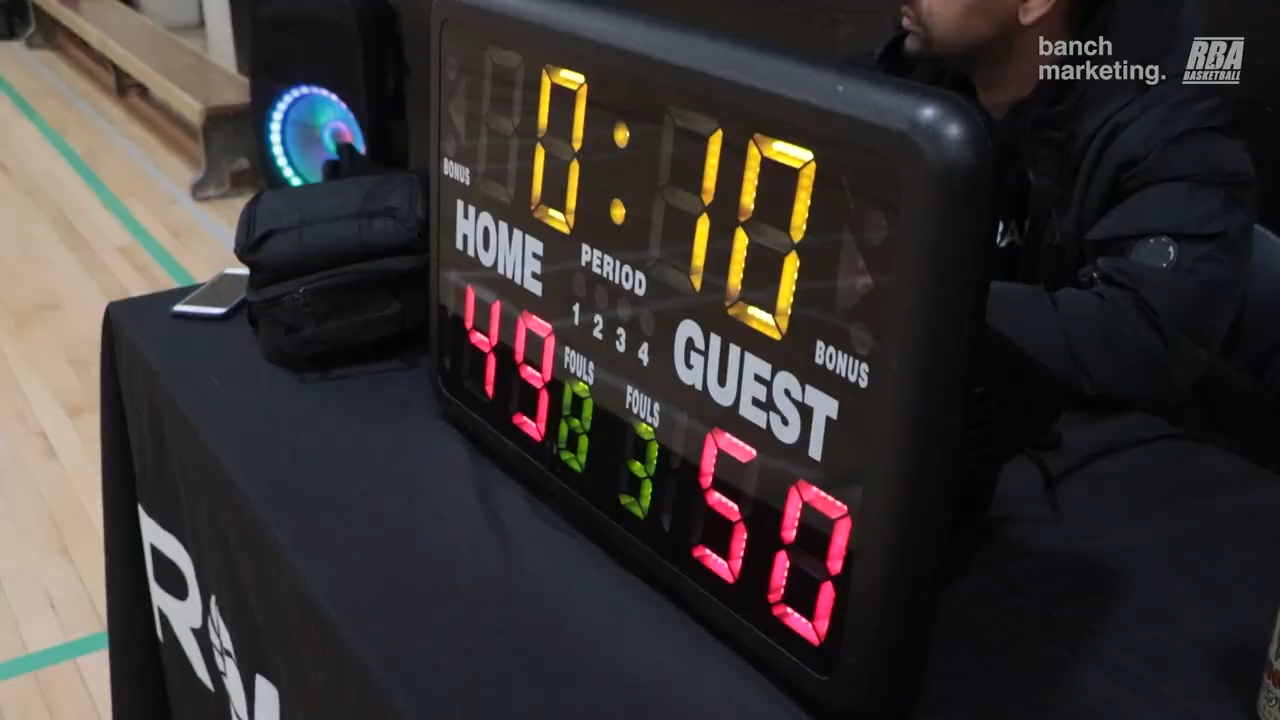 banch
marketing.
RBA
BASKETBALL
0:10
BONUS
HOME
PERIOD
1 2 3 4
GUEST
BONUS
49
FOULS
8
FOULS
3
50